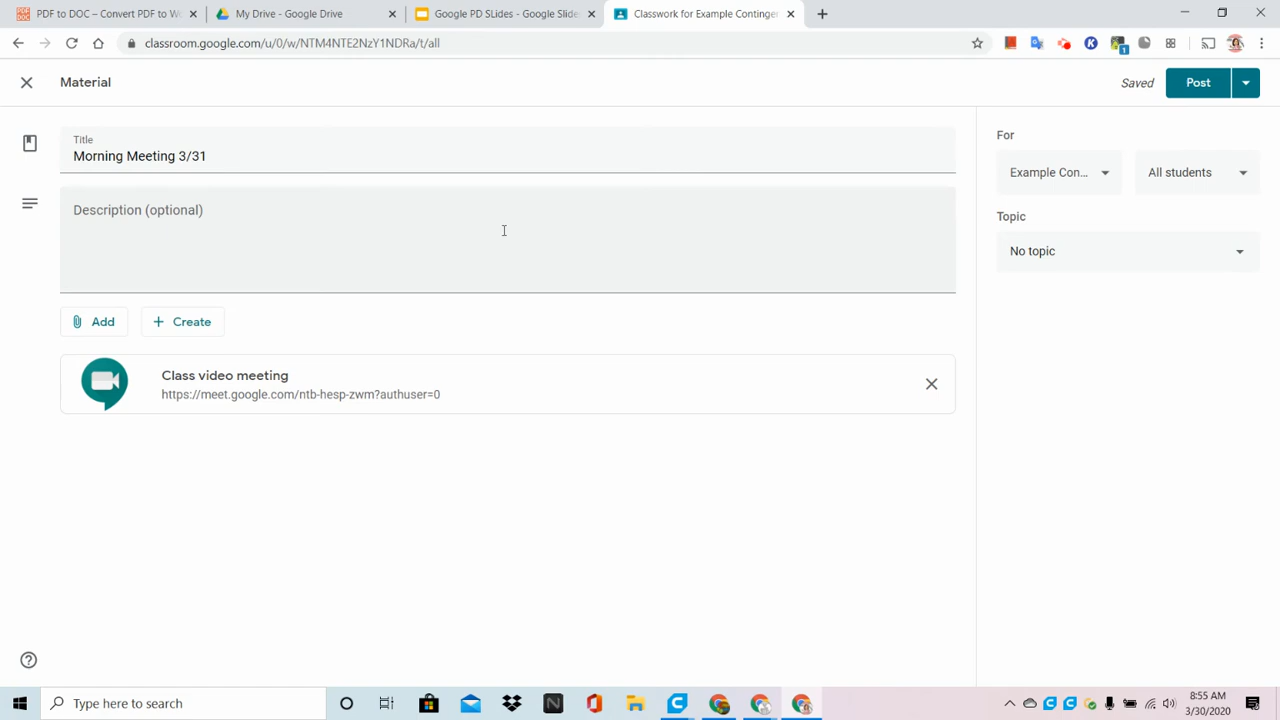 PDF to DOC – Convert PDF to W
My Drive - Google Drive
Google PD SLides - Google Slide
Classwork for Example Continger
classroom.google.com/u/0/w/NTM4NTE2NzY1NDRa/t/all
Material
Saved
Post
Title
Morning Meeting 3/31
Description (optional)
Add
Create
Class video meeting
https://meet.google.com/ntb-hesp-zwm?authuser=0
For
Example Con...
All students
Topic
No topic
Type here to search
8:55 AM
3/30/2020